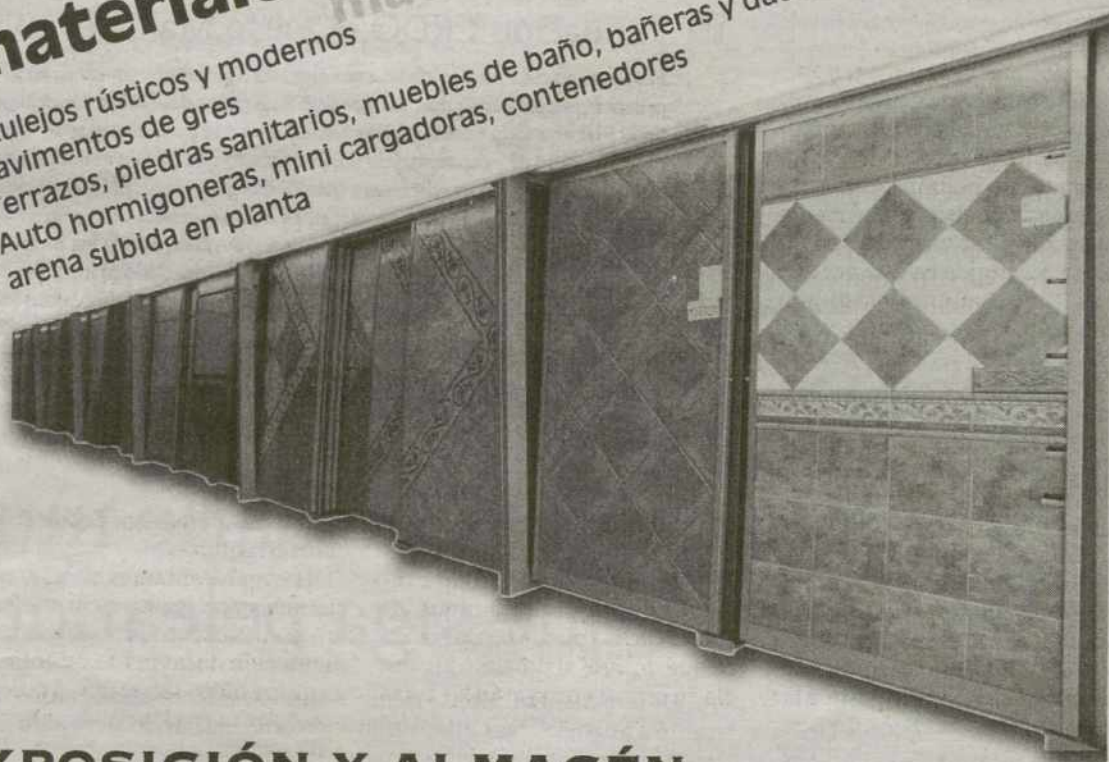 ulejos rústicos y modernos
avimentos de gres
errazos, piedras sanitarios, muebles de baño, bañeras y
Auto hormigoneras, mini cargadoras, contenedores
arena subida en planta
XPOSICIÓN Y ALMACÉN